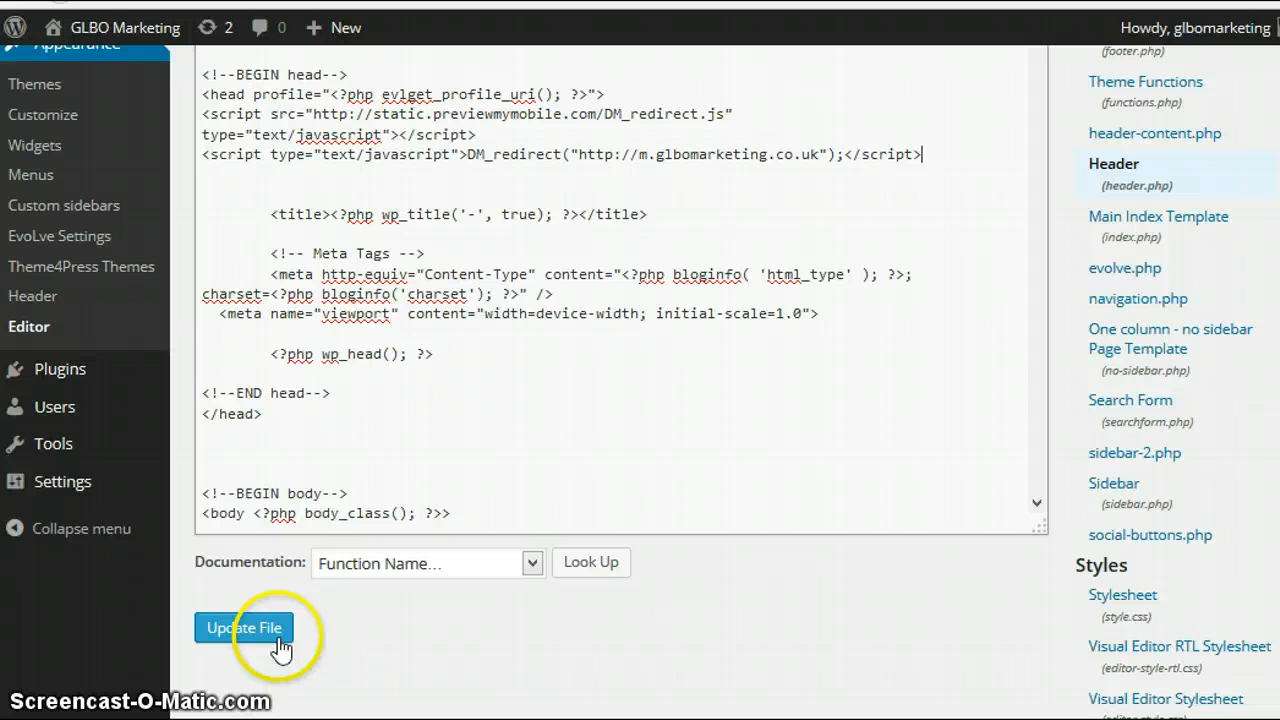 GLBO Marketing 2 0 New Howdy, glbomarketing
Appearance
Themes
Customize
Widgets
Menus
Custom sidebars
EvoLve Settings
Theme4Press Themes
Header
Editor
Plugins
Users
Tools
Settings
Collapse menu
<!--BEGIN head-->
<head profile="<?php evlget_profile_uri(); ?>">
<script src="http://static.previewmymobile.com/DM_redirect.js"
type="text/javascript"></script>
<script type="text/javascript">DM_redirect("http://m.glbomarketing.co.uk");</script>
<title><?php wp_title('-', true); ?></title>
<!-- Meta Tags -->
<meta http-equiv="Content-Type" content="<?php bloginfo( 'html_type' ); ?>;
charset=<?php bloginfo('charset'); ?>" />
<meta name="viewport" content="width=device-width; initial-scale=1.0">
<?php wp_head(); ?>
<!--END head-->
</head>
<!--BEGIN body-->
<body <?php body_class(); ?>>
Documentation: Function Name... Look Up
Update File
(footer.php)
Theme Functions
(functions.php)
header-content.php
Header
(header.php)
Main Index Template
(index.php)
evolve.php
navigation.php
One column - no sidebar
Page Template
(no-sidebar.php)
Search Form
(searchform.php)
sidebar-2.php
Sidebar
(sidebar.php)
social-buttons.php
Styles
Stylesheet
(style.css)
Visual Editor RTL Stylesheet
(editor-style-rtl.css)
Visual Editor Stylesheet
(editor-style.css)
Screencast-O-Matic.com